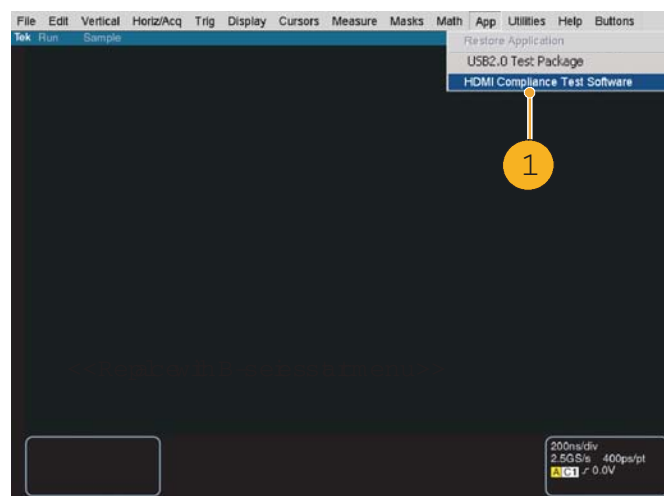 File Edit Vertical Horiz/Acq Trig Display Cursors Measure Masks Math App Utilities Help Buttons
Tek Run Sample
Restore Application
USB2.0 Test Package
HDMI Compliance Test Software
1
200ns/div
2.5GS/s 400ps/pt
A C1 0.0V